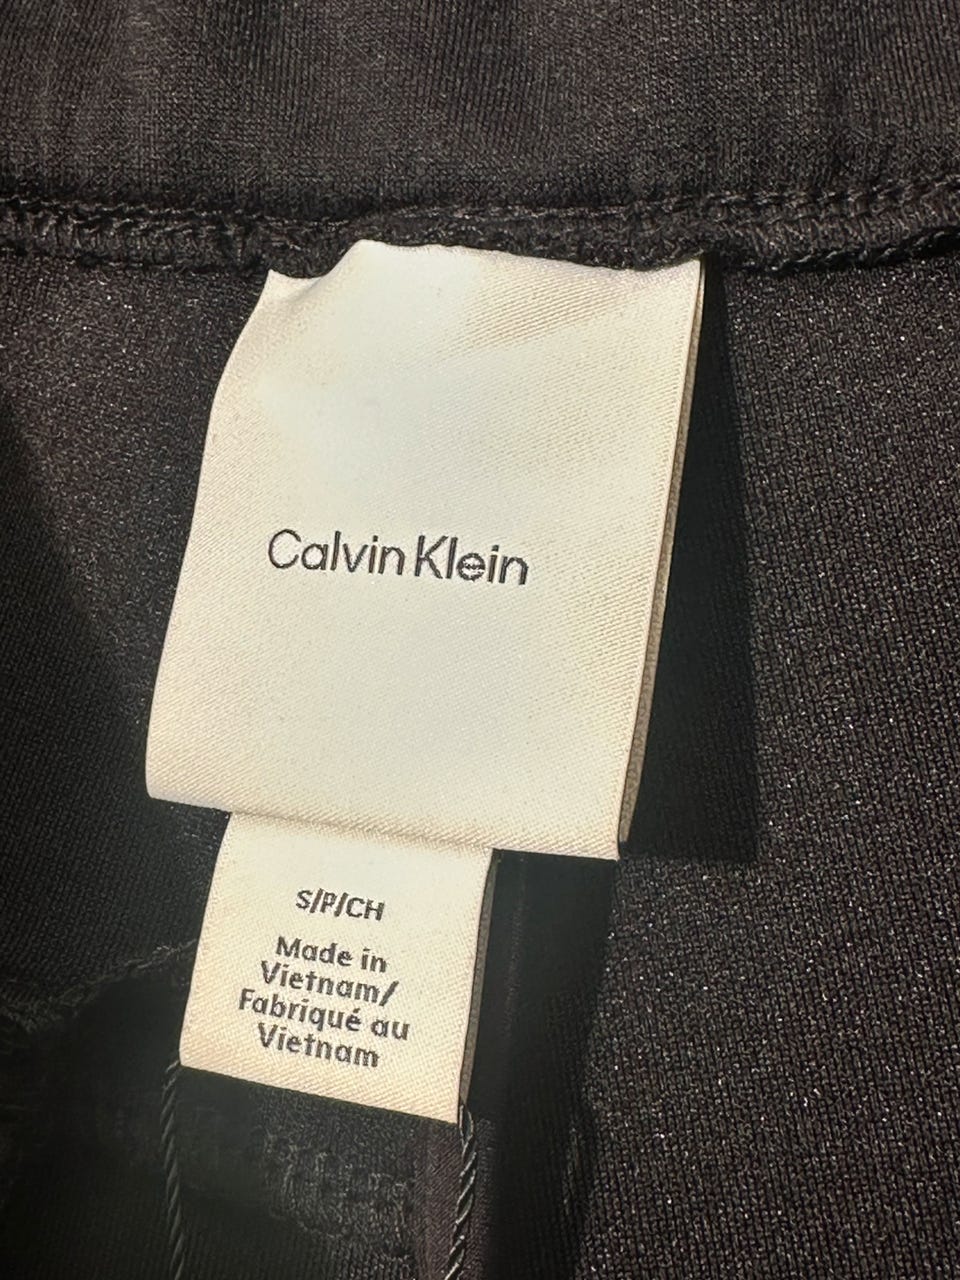 Calvin Klein
S/P/CH
Made in
Vietnam/
Fabriqué au
Vietnam